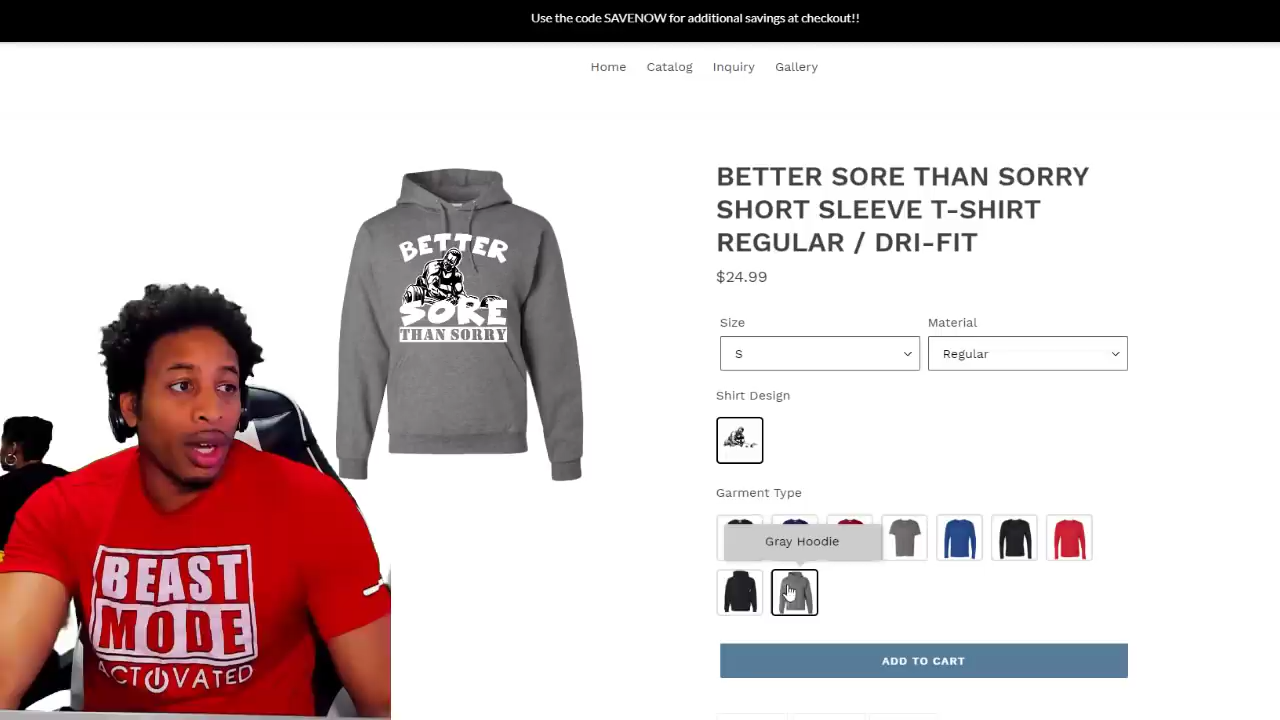 Use the code SAVENOW for additional savings at checkout!!
Home Catalog Inquiry Gallery
BETTER SORE THAN SORRY
SHORT SLEEVE T-SHIRT
REGULAR / DRI-FIT
$24.99
BETTER
SORE
THAN SORRY
Size Material
S Regular
Shirt Design
Garment Type
Gray Hoodie
ADD TO CART
BEAST
MODE
ACTIVATED